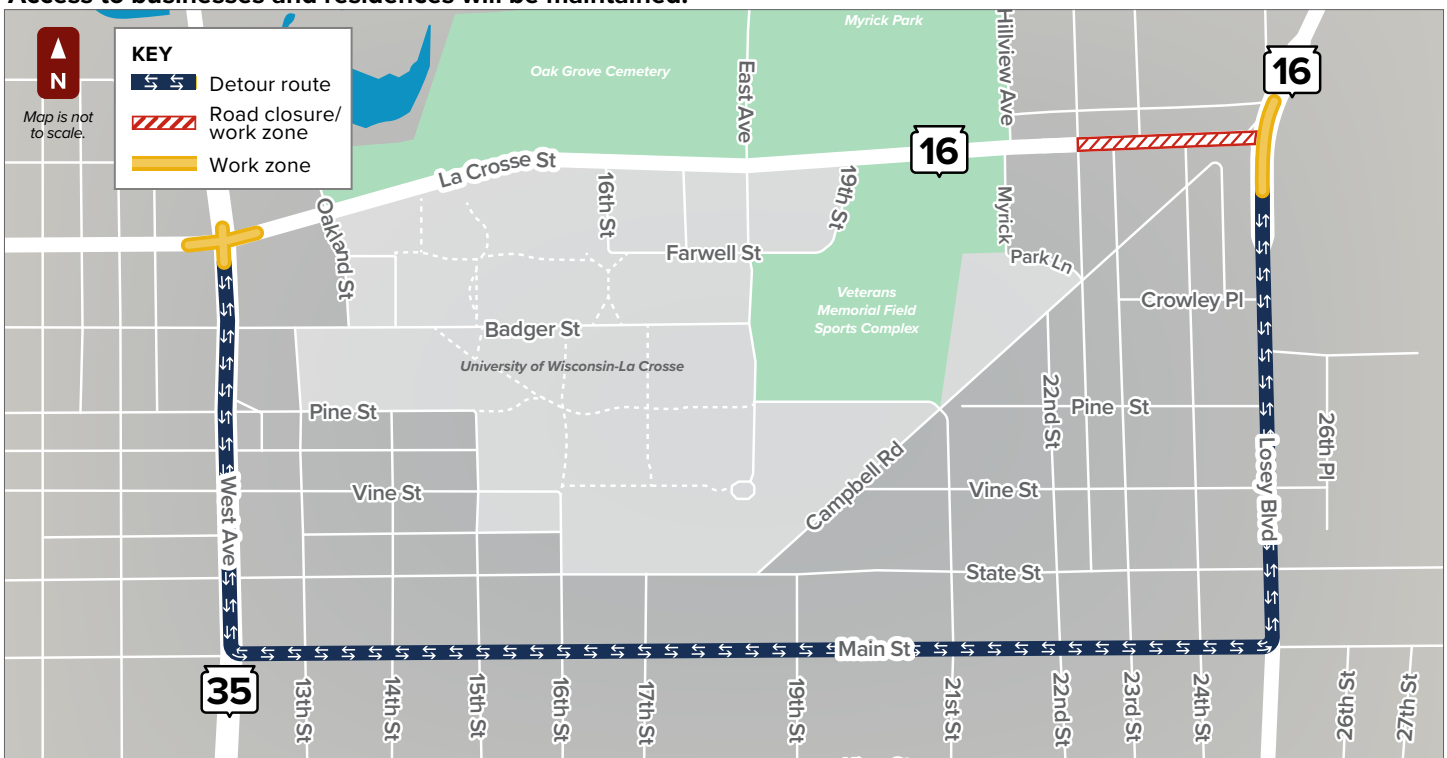 Access to businesses and residences will be maintained.
N
Map is not
to scale.
KEY
Detour route
Road closure/
work zone
Work zone
Myrick Park
Oak Grove Cemetery
East Ave
Hillview Ave
16
16
La Crosse St
Oakland St
16th St
19th St
Myrick
Park Ln
Farwell St
Veterans
Memorial Field
Sports Complex
Crowley Pl
Badger St
University of Wisconsin-La Crosse
Pine St
22nd St
Pine St
26th Pl
Campbell Rd
Losey Blvd
West Ave
Vine St
Vine St
State St
Main St
35
13th St
14th St
15th St
16th St
17th St
19th St
21st St
22nd St
23rd St
24th St
26th St
27th St